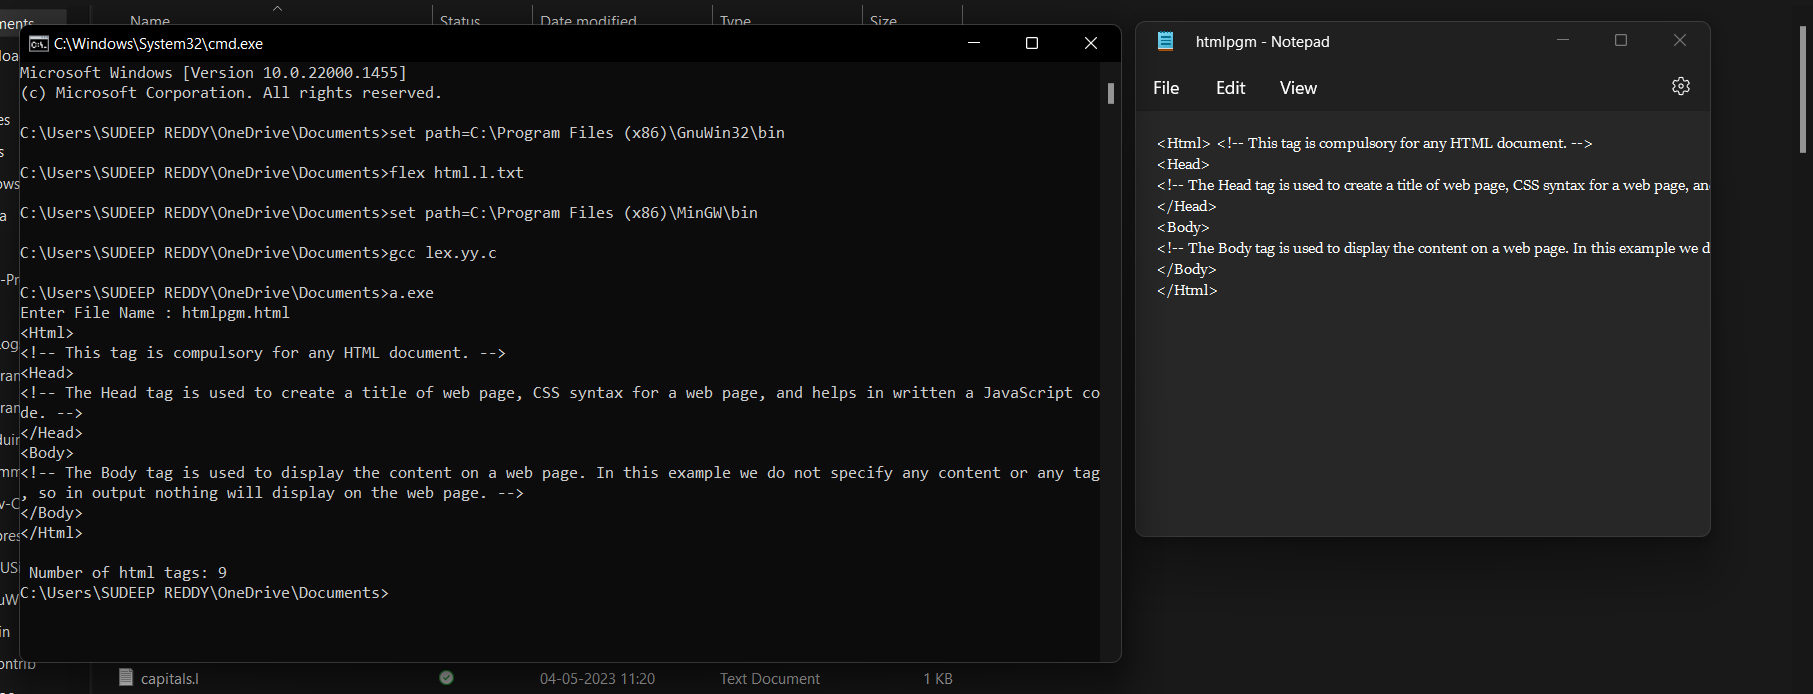 Name
Status
Date modified
Type
Size
C:\Windows\System32\cmd.exe
Microsoft Windows [Version 10.0.22000.1455]
(c) Microsoft Corporation. All rights reserved.
C:\Users\SUDEEP REDDY\OneDrive\Documents>set path=C:\Program Files (x86)\GnuWin32\bin
C:\Users\SUDEEP REDDY\OneDrive\Documents>flex html.l.txt
C:\Users\SUDEEP REDDY\OneDrive\Documents>set path=C:\Program Files (x86)\MinGW\bin
C:\Users\SUDEEP REDDY\OneDrive\Documents>gcc lex.yy.c
C:\Users\SUDEEP REDDY\OneDrive\Documents>a.exe
Enter File Name : htmlpgm.html
<Html>
<!-- This tag is compulsory for any HTML document. -->
<Head>
<!-- The Head tag is used to create a title of web page, CSS syntax for a web page, and helps in written a JavaScript co
de. -->
</Head>
<Body>
<!-- The Body tag is used to display the content on a web page. In this example we do not specify any content or any tag
, so in output nothing will display on the web page. -->
</Body>
</Html>
Number of html tags: 9
C:\Users\SUDEEP REDDY\OneDrive\Documents>
htmlpgm - Notepad
File
Edit
View
<Html> <!-- This tag is compulsory for any HTML document. -->
<Head>
<!-- The Head tag is used to create a title of web page, CSS syntax for a web page, an
</Head>
<Body>
<!-- The Body tag is used to display the content on a web page. In this example we d
</Body>
</Html>
capitals.l
04-05-2023 11:20
Text Document
1 KB